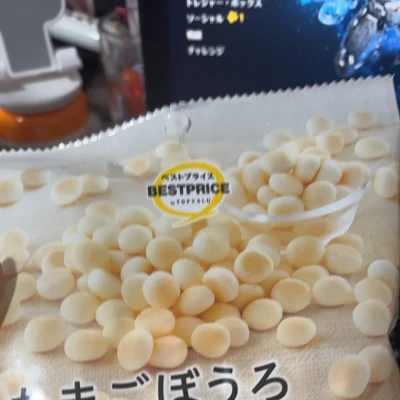 トレジャー・ボックス
ソーシャル 1
チャレンジ
ベストプライス
BESTPRICE
by TOPVALU
たまごぼうろ